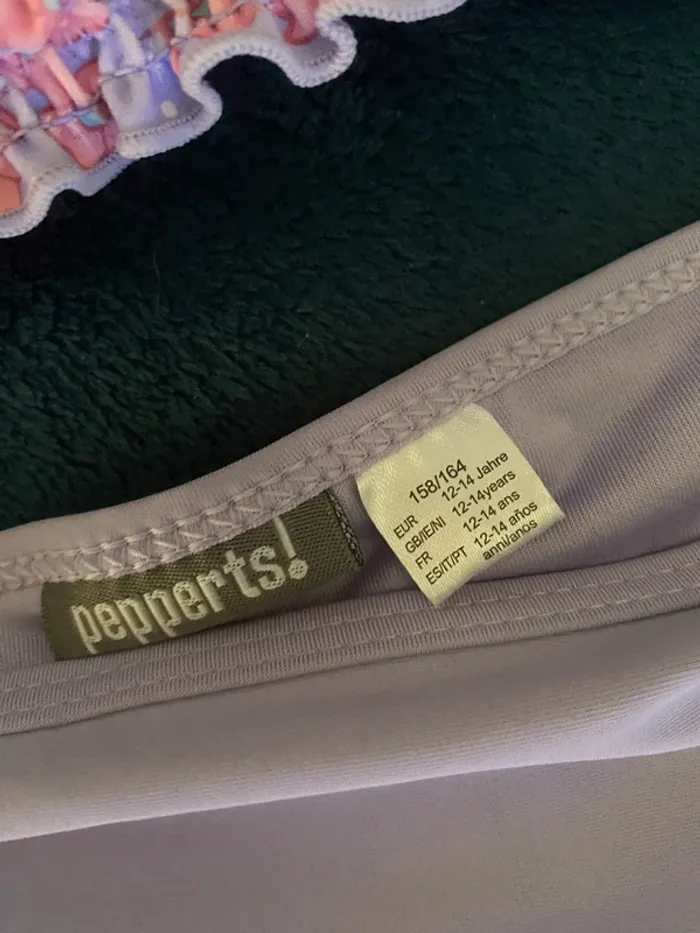 pepperts!
158/164
EUR 12-14 Jahre
GB/IE/NI 12-14years
FR 12-14 ans
ES/IT/PT 12-14 años
anni/anos